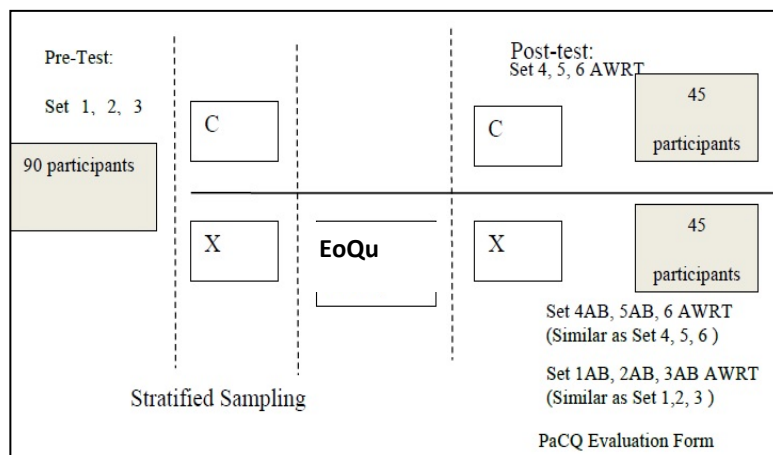 Pre-Test:
Set 1, 2, 3
90 participants
C
X
Stratified Sampling
EoQu
Post-test:
Set 4, 5, 6 AWRT
C
45
participants
X
45
participants
Set 4AB, 5AB, 6 AWRT
(Similar as Set 4, 5, 6 )
Set 1AB, 2AB, 3AB AWRT
(Similar as Set 1,2, 3 )
PaCQ Evaluation Form